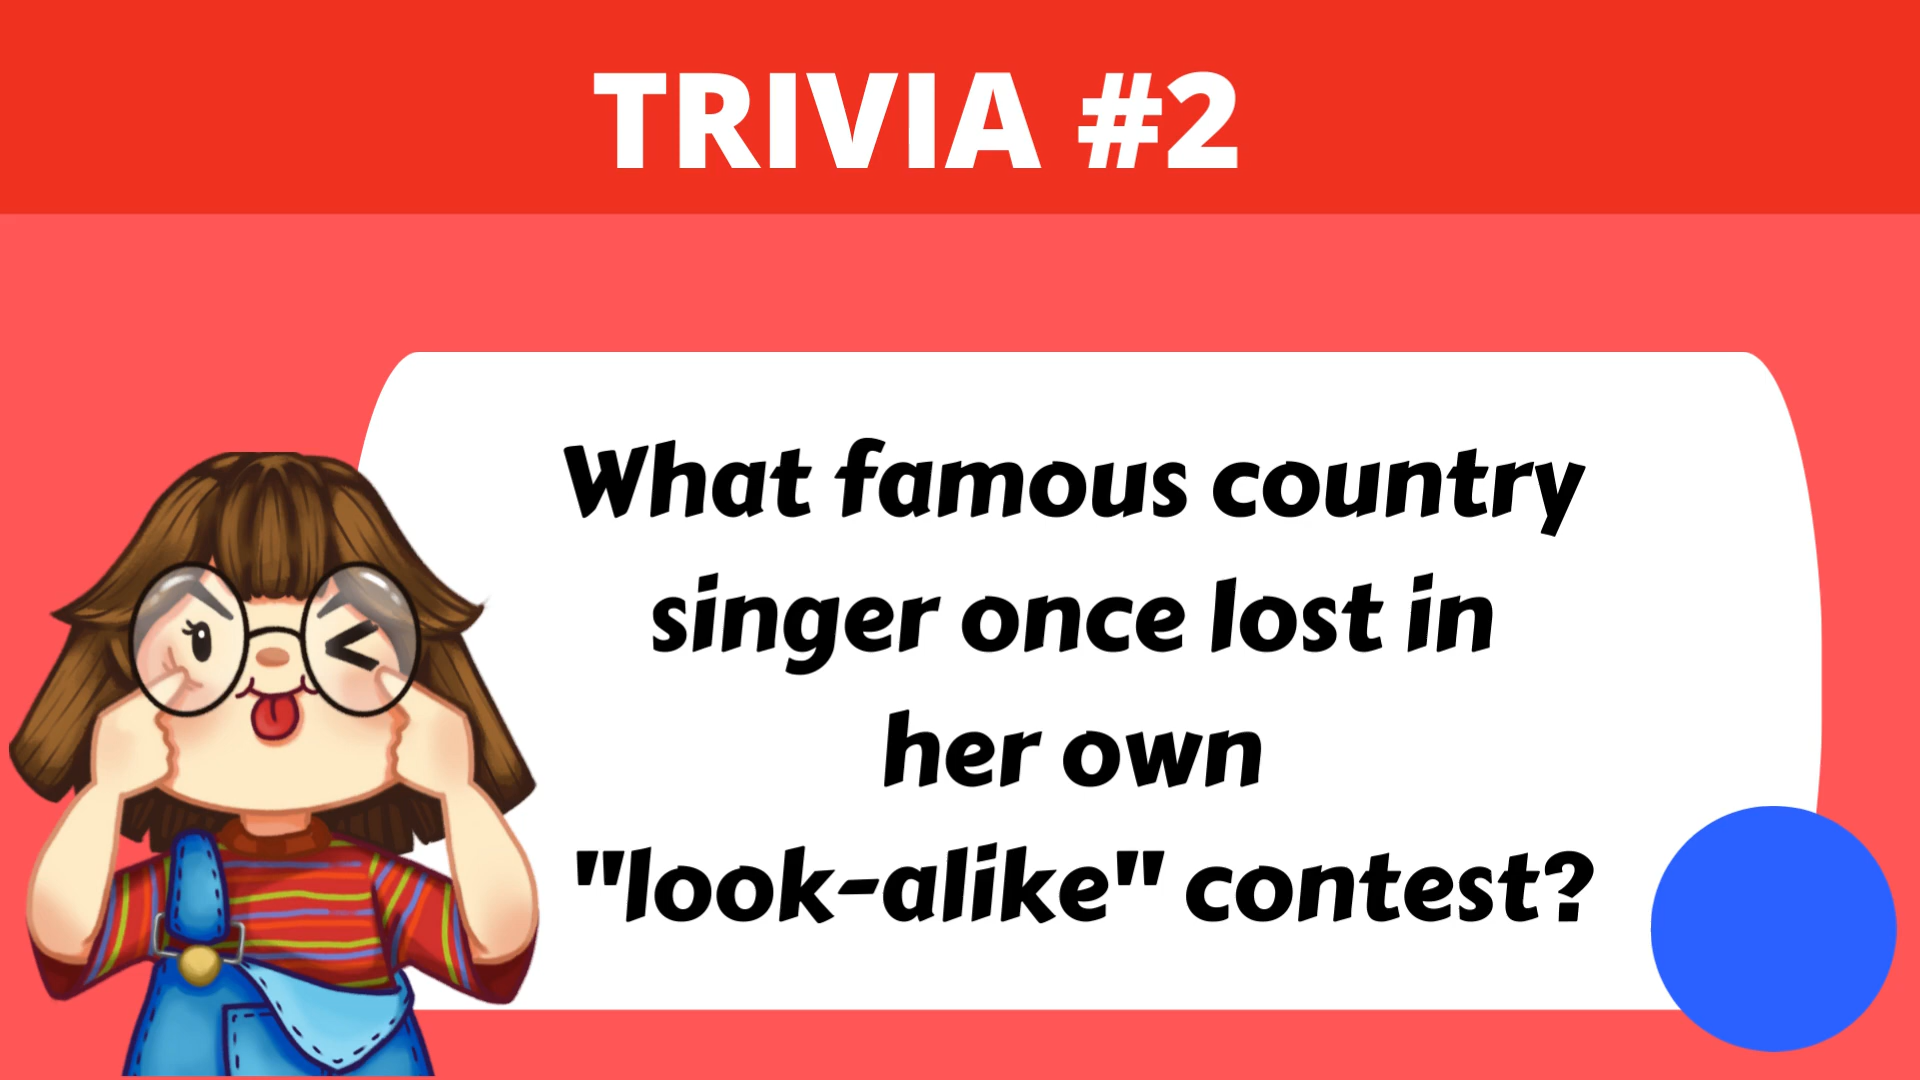 TRIVIA #2
What famous country
singer once lost in
her own
"look-alike" contest?